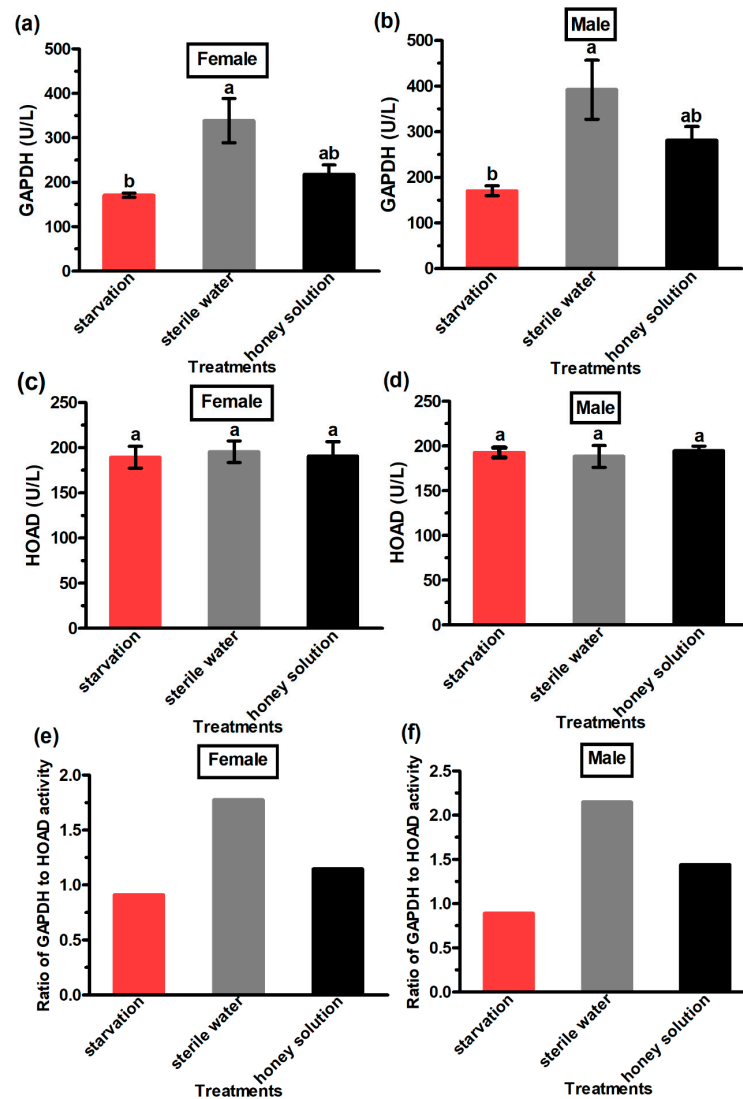 (a)
Female
GAPDH (U/L)
500
400
300
200
100
0
b
a
ab
starvation
sterile water
honey solution
Treatments
(b)
Male
GAPDH (U/L)
500
400
300
200
100
0
b
a
ab
starvation
sterile water
honey solution
Treatments
(c)
Female
HOAD (U/L)
250
200
150
100
50
0
a
a
a
starvation
sterile water
honey solution
Treatments
(d)
Male
HOAD (U/L)
250
200
150
100
50
0
a
a
a
starvation
sterile water
honey solution
Treatments
(e)
Female
Ratio of GAPDH to HOAD activity
2.0
1.5
1.0
0.5
0.0
starvation
sterile water
honey solution
Treatments
(f)
Male
Ratio of GAPDH to HOAD activity
2.5
2.0
1.5
1.0
0.5
0.0
starvation
sterile water
honey solution
Treatments